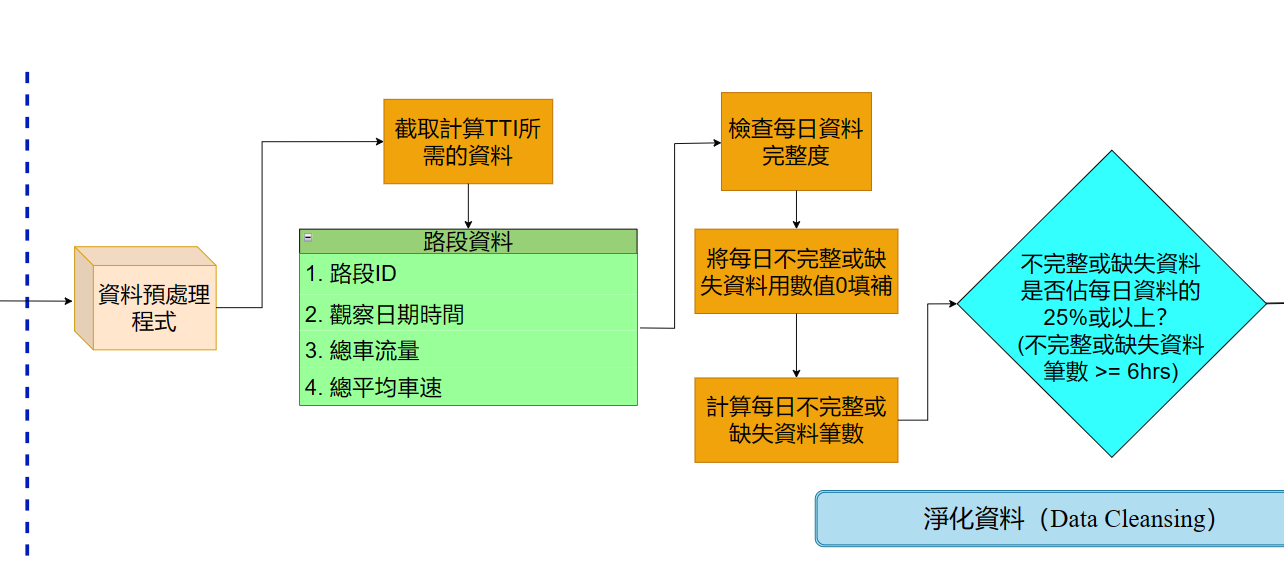 資料預處理
程式
截取計算TTI所
需的資料
路段資料
1. 路段ID
2. 觀察日期時間
3. 總車流量
4. 總平均車速
檢查每日資料
完整度
將每日不完整或缺
失資料用數值0填補
計算每日不完整或
缺失資料筆數
不完整或缺失資料
是否佔每日資料的
25%或以上?
(不完整或缺失資料
筆數 >= 6hrs)
淨化資料（Data Cleansing）